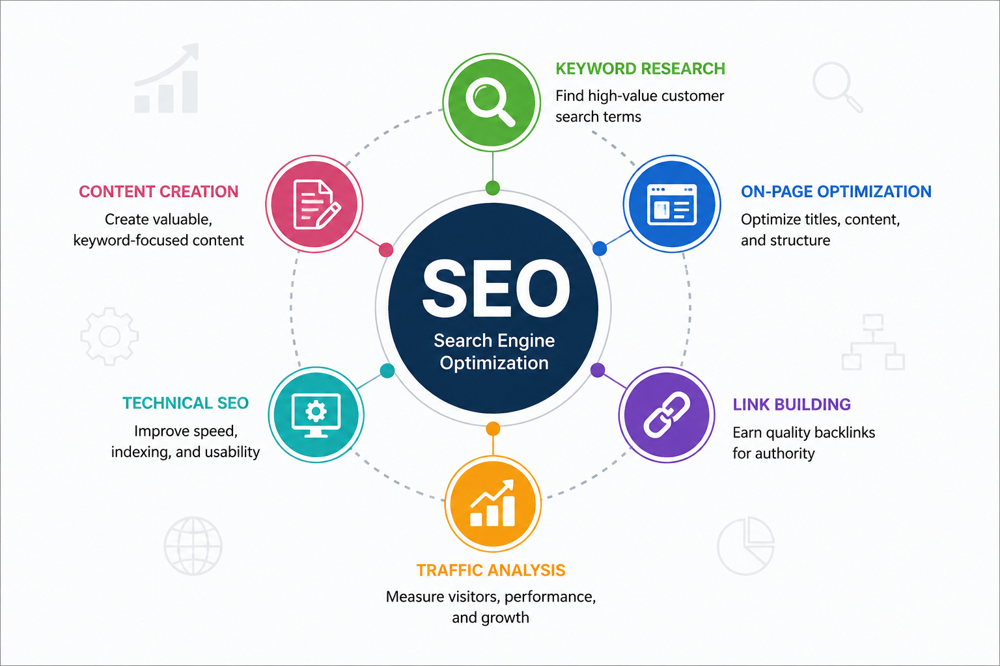 KEYWORD RESEARCH
Find high-value customer
search terms
ON-PAGE OPTIMIZATION
Optimize titles, content,
and structure
LINK BUILDING
Earn quality backlinks
for authority
TRAFFIC ANALYSIS
Measure visitors, performance,
and growth
TECHNICAL SEO
Improve speed,
indexing, and usability
CONTENT CREATION
Create valuable,
keyword-focused content
SEO
Search Engine
Optimization